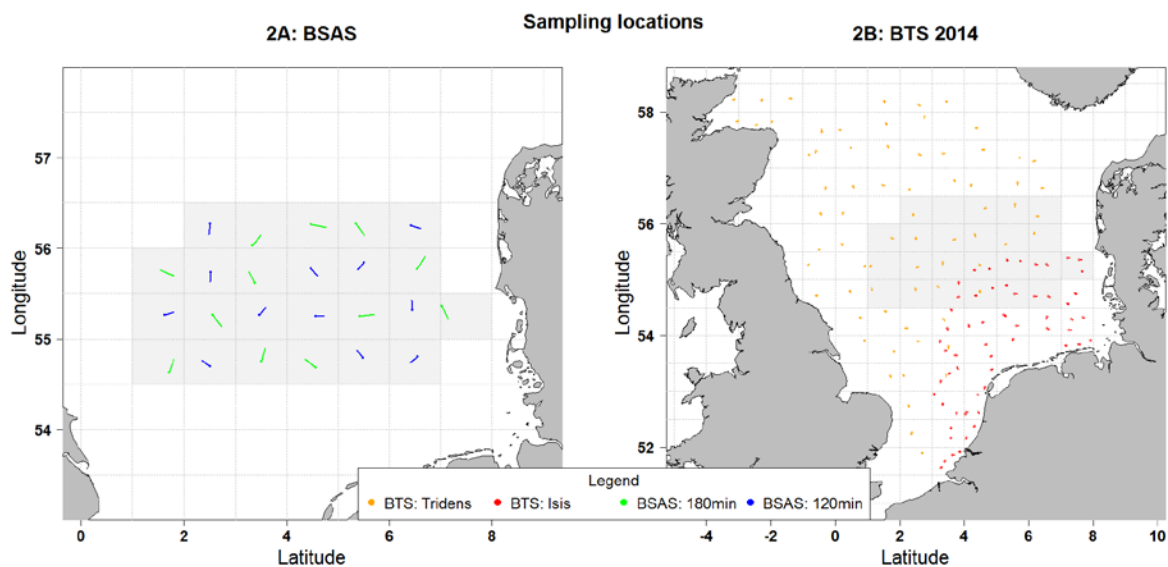 Sampling locations
2A: BSAS
2B: BTS 2014
57
56
55
54
Longitude
0
2
4
6
8
Latitude
58
56
54
52
Longitude
-4
-2
0
2
4
6
8
10
Latitude
Legend
BTS: Tridens
BTS: Isis
BSAS: 180min
BSAS: 120min